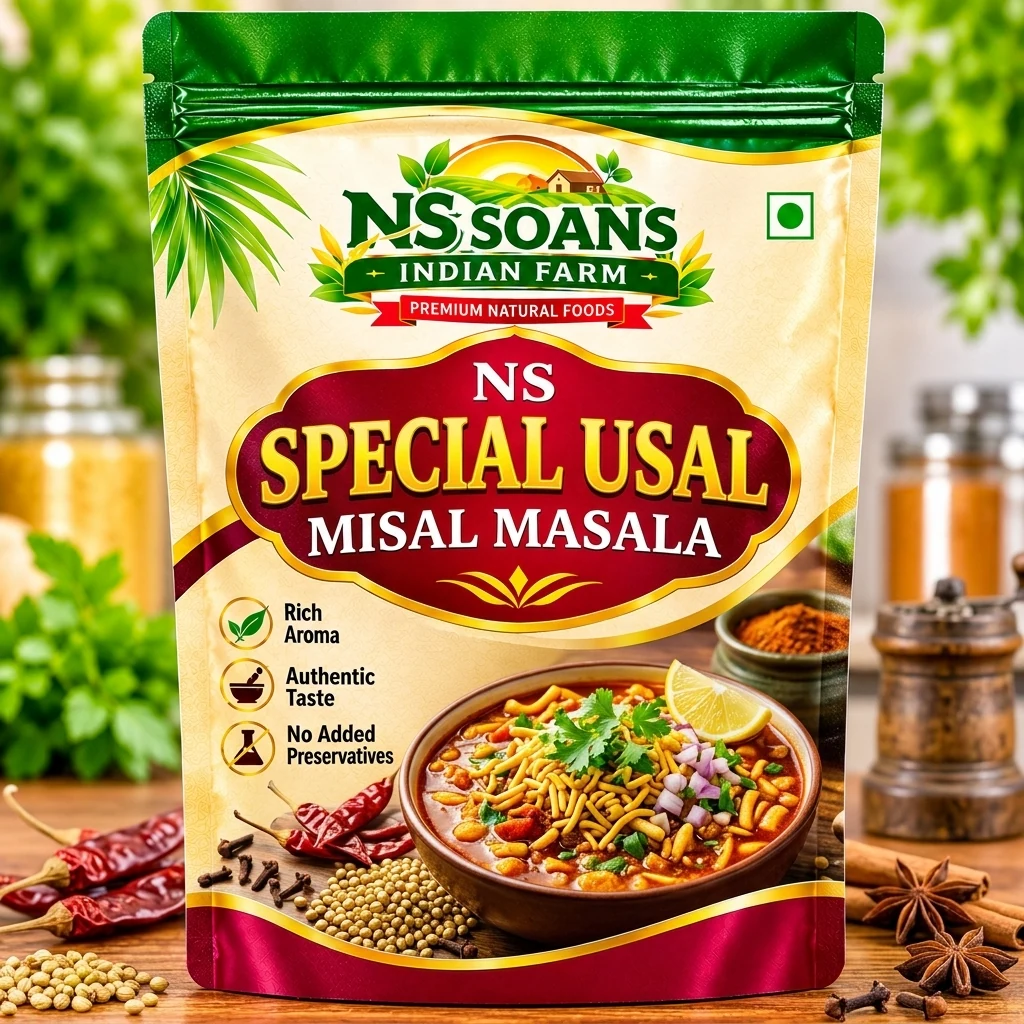 NS SOANS
INDIAN FARM
PREMIUM NATURAL FOODS
NS
SPECIAL USAL
MISAL MASALA
Rich
Aroma
Authentic
Taste
No Added
Preservatives